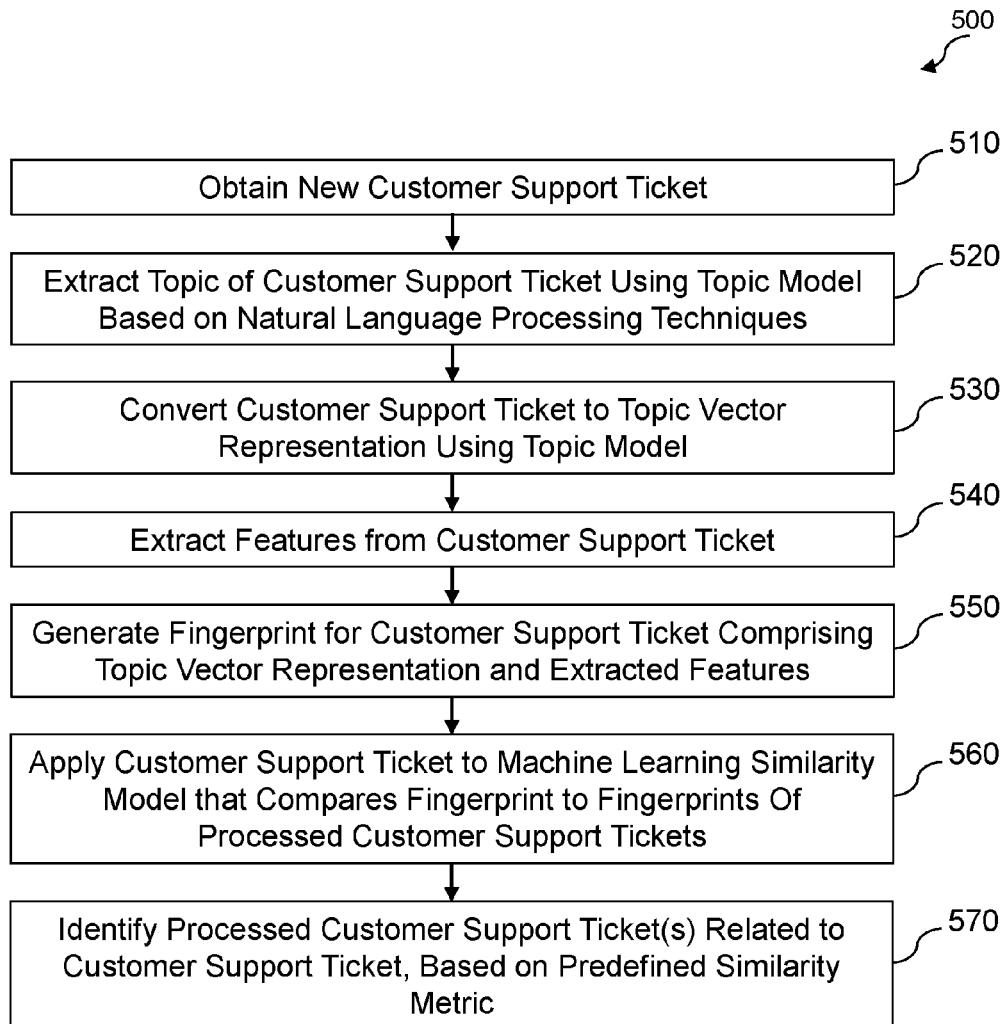 500
510
Obtain New Customer Support Ticket
520
Extract Topic of Customer Support Ticket Using Topic Model
Based on Natural Language Processing Techniques
530
Convert Customer Support Ticket to Topic Vector
Representation Using Topic Model
540
Extract Features from Customer Support Ticket
550
Generate Fingerprint for Customer Support Ticket Comprising
Topic Vector Representation and Extracted Features
560
Apply Customer Support Ticket to Machine Learning Similarity
Model that Compares Fingerprint to Fingerprints Of
Processed Customer Support Tickets
570
Identify Processed Customer Support Ticket(s) Related to
Customer Support Ticket, Based on Predefined Similarity
Metric